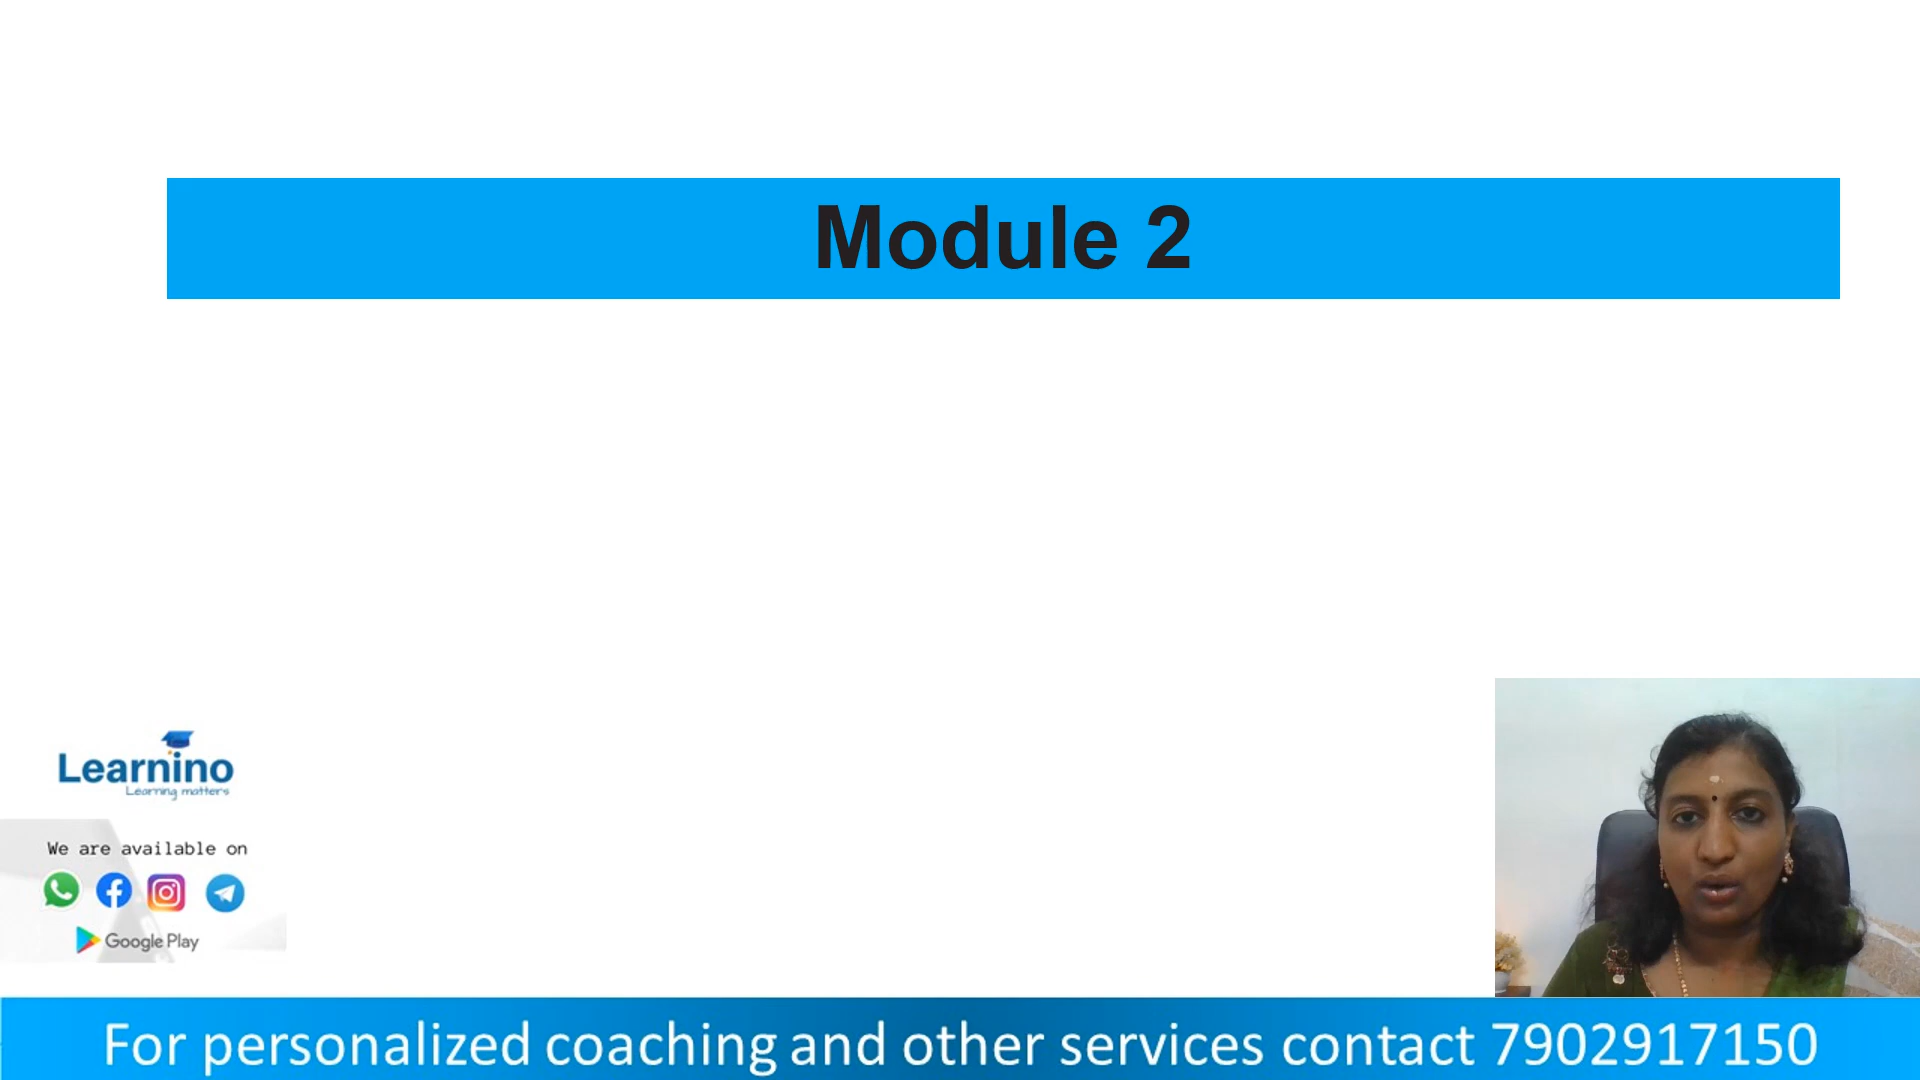 Module 2
Learnino
Learning matters
We are available on
Google Play
For personalized coaching and other services contact 7902917150